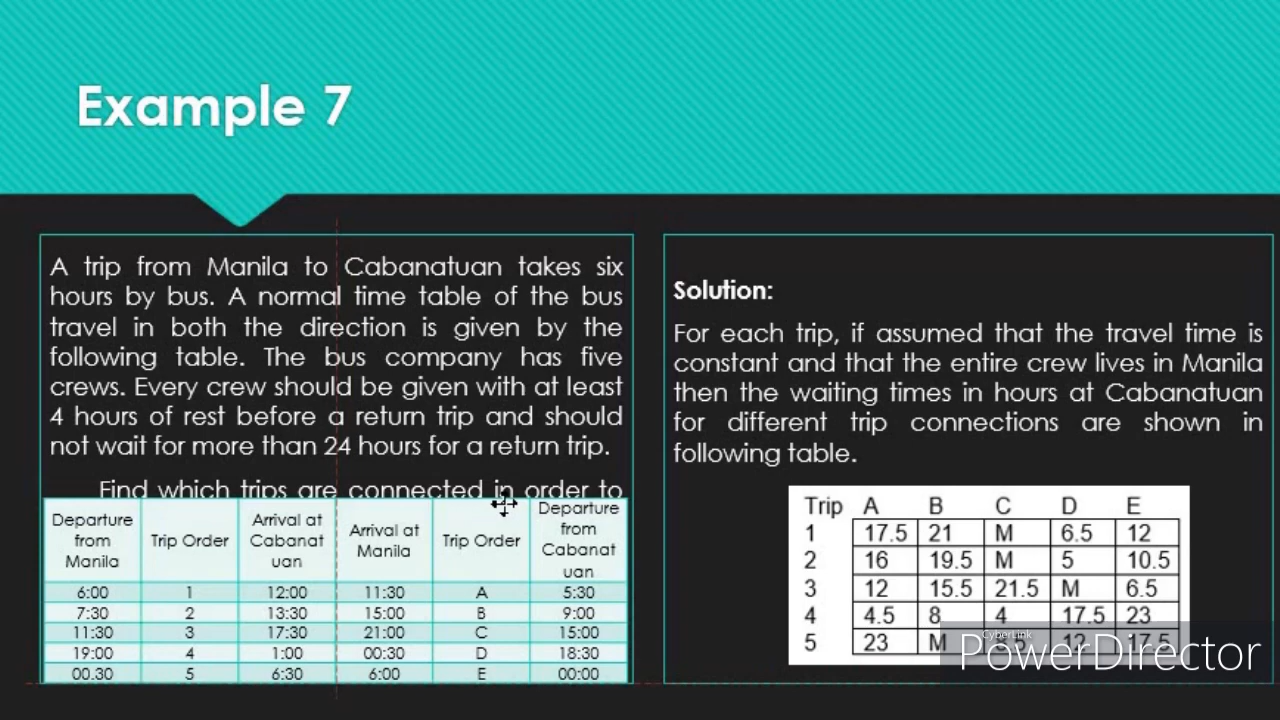 Example 7
A trip from Manila to Cabanatuan takes six
hours by bus. A normal time table of the bus
travel in both the direction is given by the
following table. The bus company has five
crews. Every crew should be given with at least
4 hours of rest before a return trip and should
not wait for more than 24 hours for a return trip.
Find which trips are connected in order to
Departure from Manila Trip Order Arrival at Cabanat uan Arrival at Manila Trip Order Departure from Cabanat uan
6:00 1 12:00 11:30 A 5:30
7:30 2 13:30 15:00 B 9:00
11:30 3 17:30 21:00 C 15:00
19:00 4 1:00 00:30 D 18:30
00.30 5 6:30 6:00 E 00:00
Solution:
For each trip, if assumed that the travel time is
constant and that the entire crew lives in Manila
then the waiting times in hours at Cabanatuan
for different trip connections are shown in
following table.
Trip A B C D E
1 17.5 21 M 6.5 12
2 16 19.5 M 5 10.5
3 12 15.5 21.5 M 6.5
4 4.5 8 4 17.5 23
5 23 M 12 17.5
CyberLink
PowerDirector